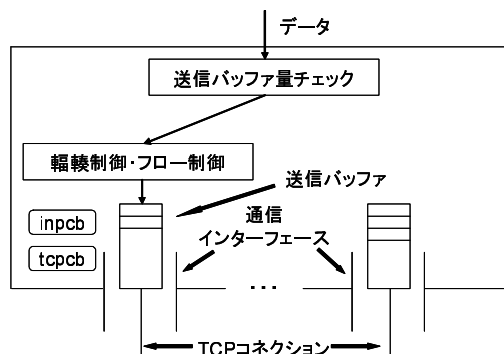 データ
送信バッファ量チェック
輻輳制御・フロー制御
送信バッファ
inpcb
tcpcb
通信
インターフェース
･･･
TCPコネクション